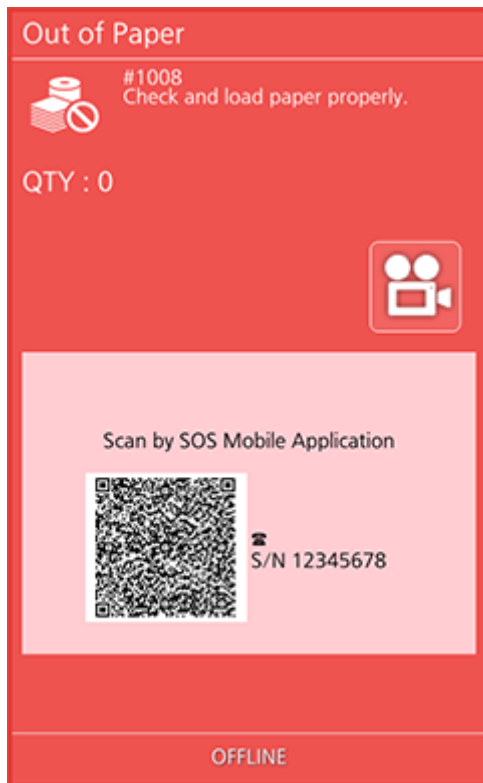 Out of Paper
#1008
Check and load paper properly.
QTY : 0
Scan by SOS Mobile Application
☎
S/N 12345678
OFFLINE